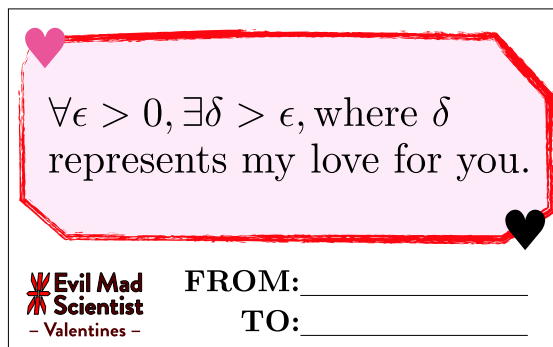 ∀ϵ > 0, ∃δ > ϵ, where δ
represents my love for you.
Evil Mad
Scientist
– Valentines –
FROM:
TO: